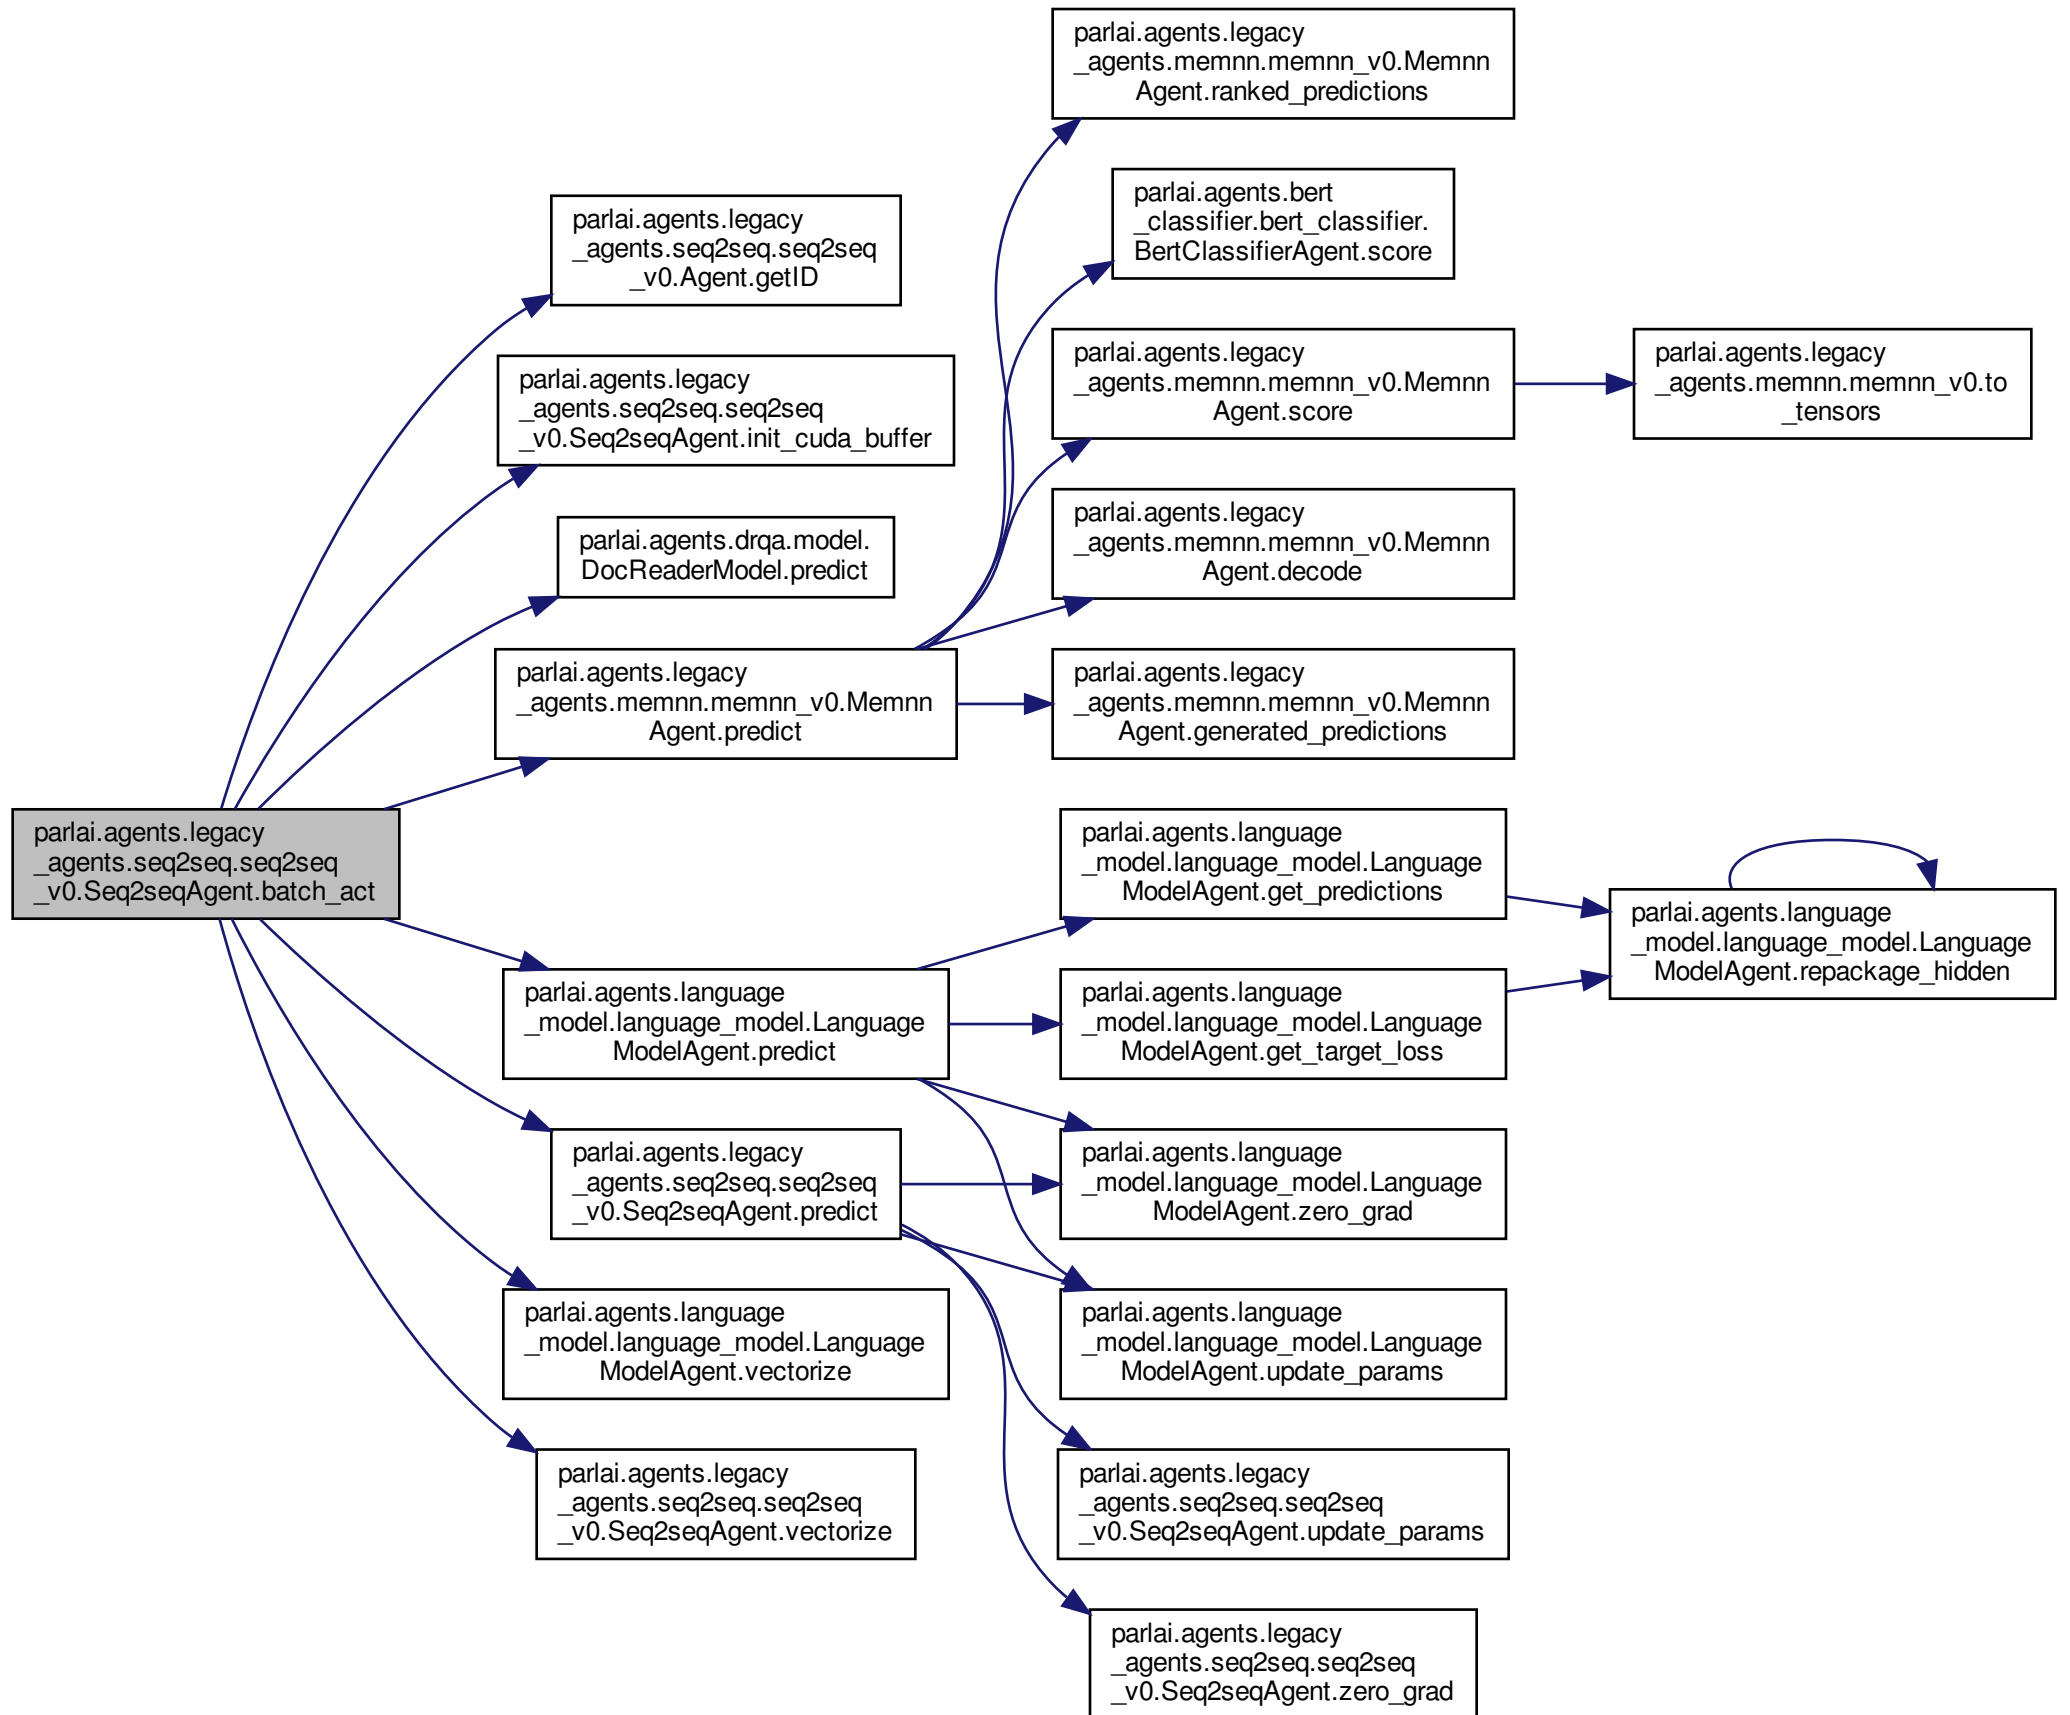 parlai.agents.legacy
_agents.memnn.memnn_v0.Memnn
Agent.ranked_predictions
parlai.agents.bert
_classifier.bert_classifier.
BertClassifierAgent.score
parlai.agents.legacy
_agents.seq2seq.seq2seq
_v0.Agent.getID
parlai.agents.legacy
_agents.memnn.memnn_v0.Memnn
Agent.score
parlai.agents.legacy
_agents.memnn.memnn_v0.to
_tensors
parlai.agents.legacy
_agents.seq2seq.seq2seq
_v0.Seq2seqAgent.init_cuda_buffer
parlai.agents.legacy
_agents.memnn.memnn_v0.Memnn
Agent.decode
parlai.agents.drqa.model.
DocReaderModel.predict
parlai.agents.legacy
_agents.memnn.memnn_v0.Memnn
Agent.predict
parlai.agents.legacy
_agents.memnn.memnn_v0.Memnn
Agent.generated_predictions
parlai.agents.legacy
_agents.seq2seq.seq2seq
_v0.Seq2seqAgent.batch_act
parlai.agents.language
_model.language_model.Language
ModelAgent.get_predictions
parlai.agents.language
_model.language_model.Language
ModelAgent.repackage_hidden
parlai.agents.language
_model.language_model.Language
ModelAgent.predict
parlai.agents.language
_model.language_model.Language
ModelAgent.get_target_loss
parlai.agents.legacy
_agents.seq2seq.seq2seq
_v0.Seq2seqAgent.predict
parlai.agents.language
_model.language_model.Language
ModelAgent.zero_grad
parlai.agents.language
_model.language_model.Language
ModelAgent.vectorize
parlai.agents.language
_model.language_model.Language
ModelAgent.update_params
parlai.agents.legacy
_agents.seq2seq.seq2seq
_v0.Seq2seqAgent.vectorize
parlai.agents.legacy
_agents.seq2seq.seq2seq
_v0.Seq2seqAgent.update_params
parlai.agents.legacy
_agents.seq2seq.seq2seq
_v0.Seq2seqAgent.zero_grad